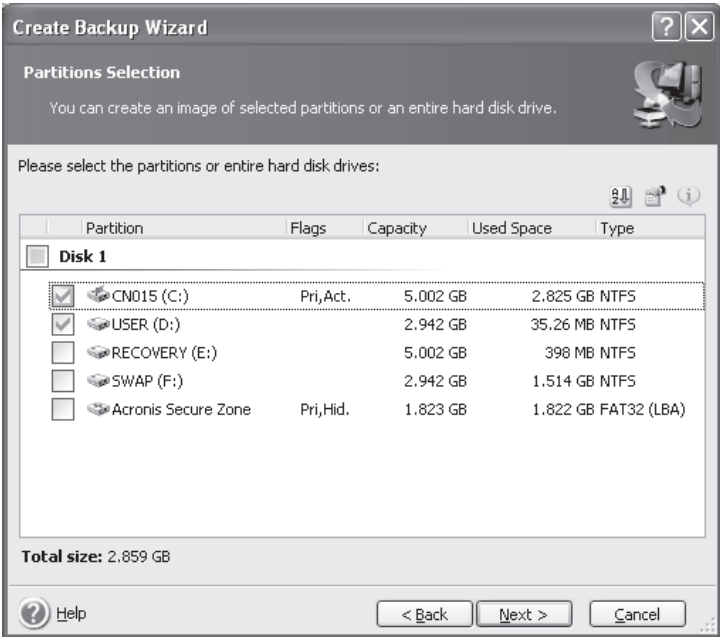 Create Backup Wizard
Partitions Selection
You can create an image of selected partitions or an entire hard disk drive.
Please select the partitions or entire hard disk drives:
Partition Flags Capacity Used Space Type
Disk 1
CN015 (C:) Pri,Act. 5.002 GB 2.825 GB NTFS
USER (D:) 2.942 GB 35.26 MB NTFS
RECOVERY (E:) 5.002 GB 398 MB NTFS
SWAP (F:) 2.942 GB 1.514 GB NTFS
Acronis Secure Zone Pri,Hid. 1.823 GB 1.822 GB FAT32 (LBA)
Total size: 2.859 GB
Help < Back Next > Cancel